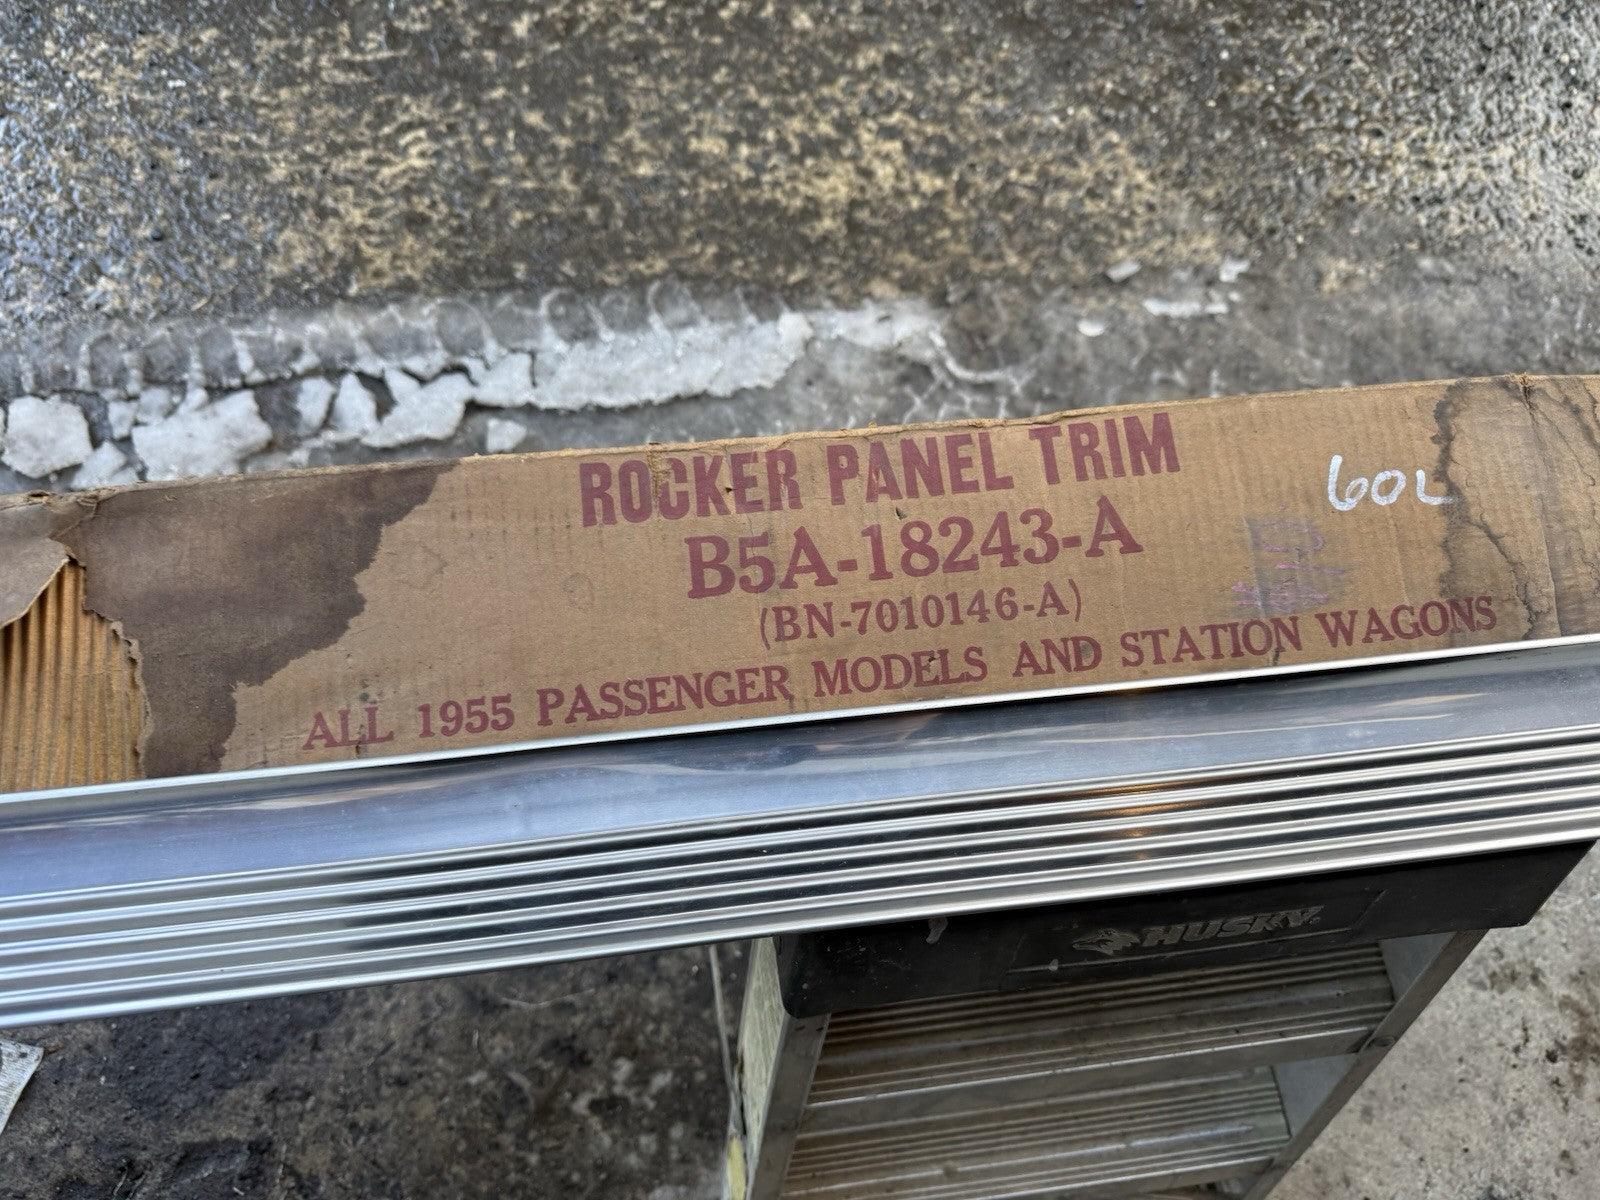 ROCKER PANEL TRIM
60L
B5A-18243-A
(BN-7010146-A)
ALL 1955 PASSENGER MODELS AND STATION WAGONS
HUSKY